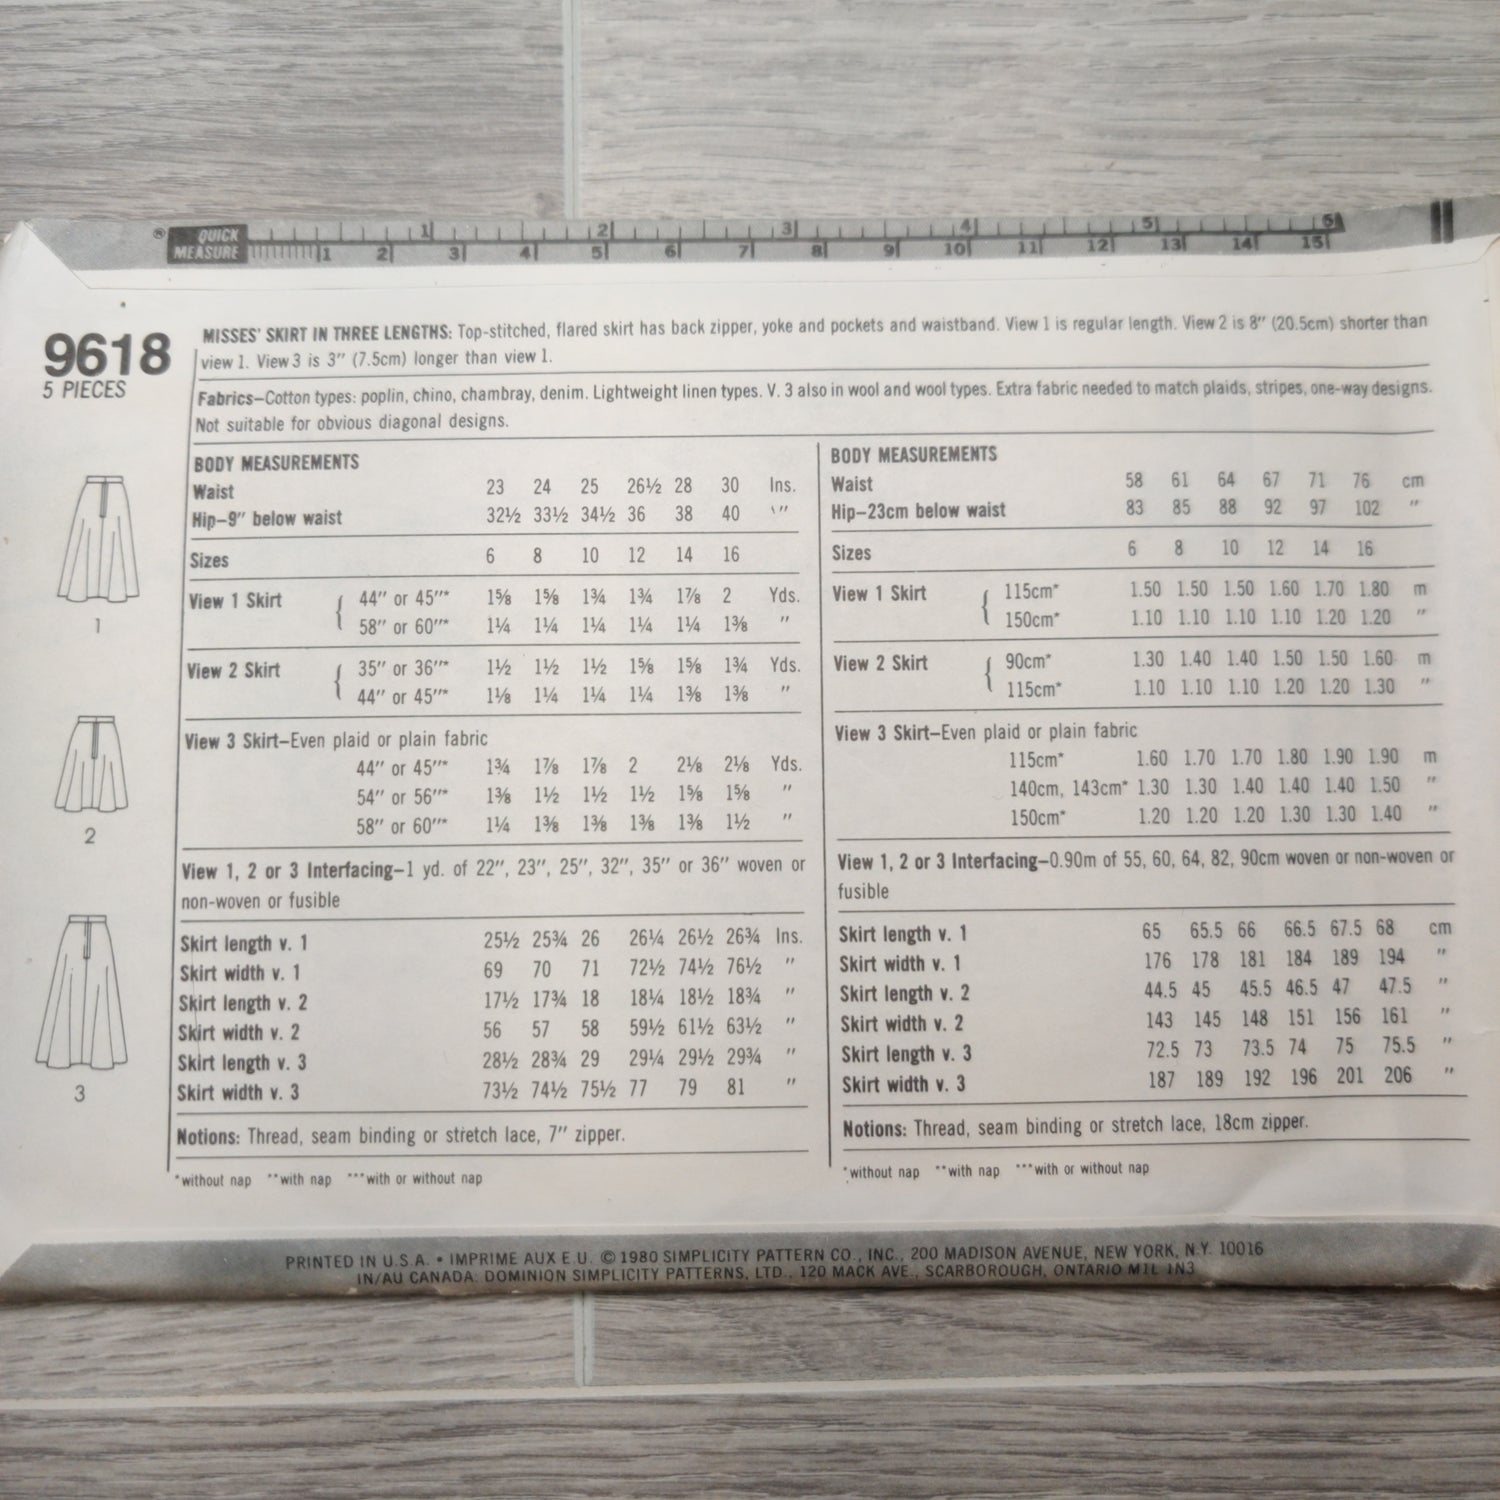 ® QUICK 1 2 3 4 5 6
MEASURE 1 2 3 4 5 6 7 8 9 10 11 12 13 14 15
9618
5 PIECES
MISSES' SKIRT IN THREE LENGTHS: Top-stitched, flared skirt has back zipper, yoke and pockets and waistband. View 1 is regular length. View 2 is 8" (20.5cm) shorter than
view 1. View 3 is 3" (7.5cm) longer than view 1.
Fabrics–Cotton types: poplin, chino, chambray, denim. Lightweight linen types. V. 3 also in wool and wool types. Extra fabric needed to match plaids, stripes, one-way designs.
Not suitable for obvious diagonal designs.
BODY MEASUREMENTS
Waist 23 24 25 26½ 28 30 Ins.
Hip–9" below waist 32½ 33½ 34½ 36 38 40 "
Sizes 6 8 10 12 14 16
View 1 Skirt { 44" or 45"* 1⅝ 1⅝ 1¾ 1¾ 1⅞ 2 Yds.
58" or 60"* 1¼ 1¼ 1¼ 1¼ 1¼ 1⅜ "
View 2 Skirt { 35" or 36"* 1½ 1½ 1½ 1⅝ 1⅝ 1¾ Yds.
44" or 45"* 1⅛ 1¼ 1¼ 1¼ 1⅜ 1⅜ "
View 3 Skirt–Even plaid or plain fabric
44" or 45"* 1¾ 1⅞ 1⅞ 2 2⅛ 2⅛ Yds.
54" or 56"* 1⅜ 1½ 1½ 1½ 1⅝ 1⅝ "
58" or 60"* 1¼ 1⅜ 1⅜ 1⅜ 1⅜ 1½ "
View 1, 2 or 3 Interfacing–1 yd. of 22", 23", 25", 32", 35" or 36" woven or
non-woven or fusible
Skirt length v. 1 25½ 25¾ 26 26¼ 26½ 26¾ Ins.
Skirt width v. 1 69 70 71 72½ 74½ 76½ "
Skirt length v. 2 17½ 17¾ 18 18¼ 18½ 18¾ "
Skirt width v. 2 56 57 58 59½ 61½ 63½ "
Skirt length v. 3 28½ 28¾ 29 29¼ 29½ 29¾ "
Skirt width v. 3 73½ 74½ 75½ 77 79 81 "
Notions: Thread, seam binding or stretch lace, 7" zipper.
*without nap **with nap ***with or without nap
BODY MEASUREMENTS
Waist 58 61 64 67 71 76 cm
Hip–23cm below waist 83 85 88 92 97 102 "
Sizes 6 8 10 12 14 16
View 1 Skirt { 115cm* 1.50 1.50 1.50 1.60 1.70 1.80 m
150cm* 1.10 1.10 1.10 1.10 1.20 1.20 "
View 2 Skirt { 90cm* 1.30 1.40 1.40 1.50 1.50 1.60 m
115cm* 1.10 1.10 1.10 1.20 1.20 1.30 "
View 3 Skirt–Even plaid or plain fabric
115cm* 1.60 1.70 1.70 1.80 1.90 1.90 m
140cm, 143cm* 1.30 1.30 1.40 1.40 1.40 1.50 "
150cm* 1.20 1.20 1.20 1.30 1.30 1.40 "
View 1, 2 or 3 Interfacing–0.90m of 55, 60, 64, 82, 90cm woven or non-woven or
fusible
Skirt length v. 1 65 65.5 66 66.5 67.5 68 cm
Skirt width v. 1 176 178 181 184 189 194 "
Skirt length v. 2 44.5 45 45.5 46.5 47 47.5 "
Skirt width v. 2 143 145 148 151 156 161 "
Skirt length v. 3 72.5 73 73.5 74 75 75.5 "
Skirt width v. 3 187 189 192 196 201 206 "
Notions: Thread, seam binding or stretch lace, 18cm zipper.
*without nap **with nap ***with or without nap
1
2
3
PRINTED IN U.S.A. • IMPRIME AUX E.U. © 1980 SIMPLICITY PATTERN CO., INC., 200 MADISON AVENUE, NEW YORK, N.Y. 10016
IN/AU CANADA: DOMINION SIMPLICITY PATTERNS, LTD., 120 MACK AVE., SCARBOROUGH, ONTARIO M1L 1N3